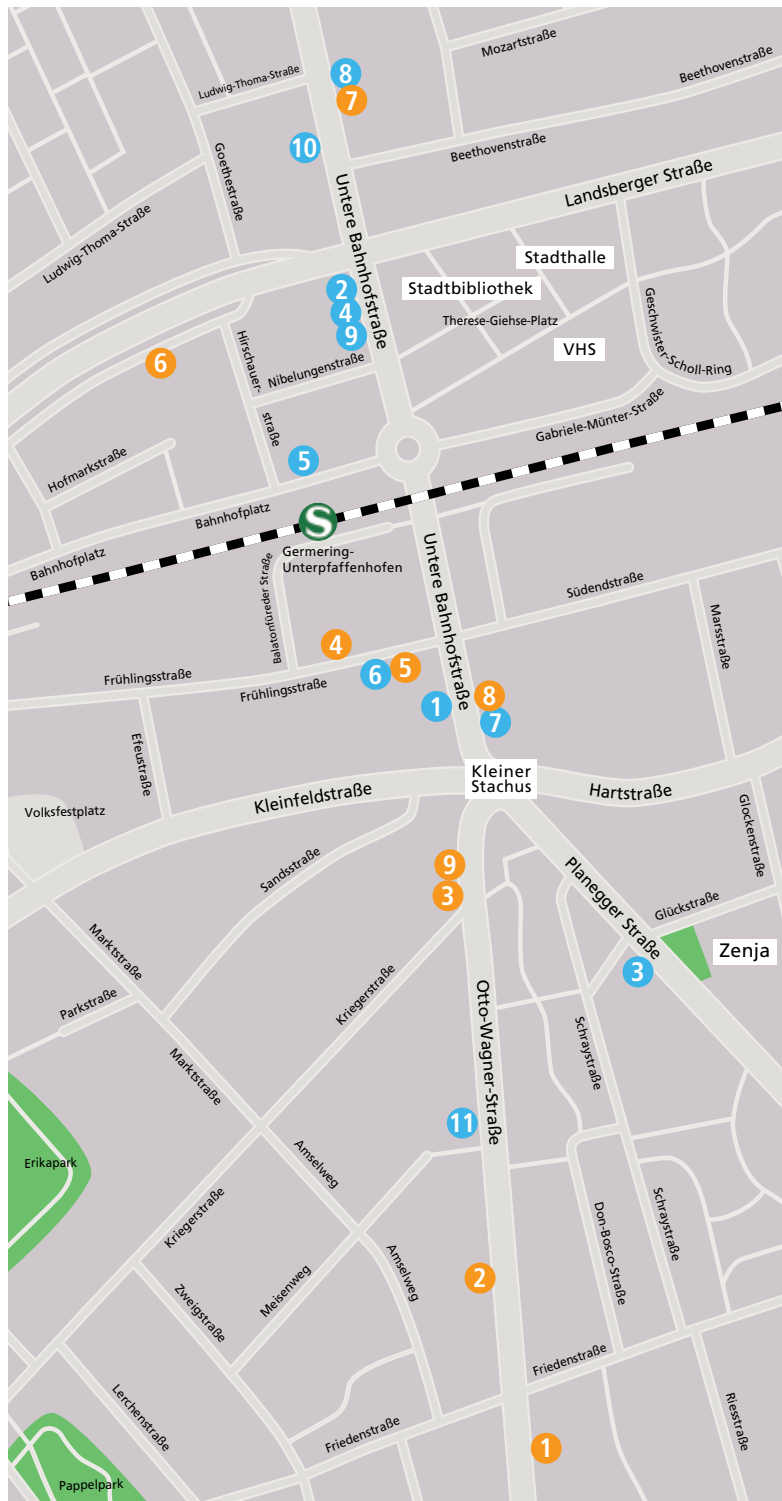 Mozartstraße
Ludwig-Thoma-Straße
8
7
Beethovenstraße
10
Beethovenstraße
Goethestraße
Untere Bahnhofstraße
Landsberger Straße
Ludwig-Thoma-Straße
Stadthalle
2
Stadtbibliothek
4
Therese-Giehse-Platz
9
VHS
Geschwister-Scholl-Ring
6
Hirschauer-
straße
Nibelungenstraße
Gabriele-Münter-Straße
Hofmarkstraße
5
Bahnhofplatz
S
Bahnhofplatz
Germering-
Unterpfaffenhofen
Untere Bahnhofstraße
Balatonfüreder Straße
Südendstraße
Marsstraße
4
Frühlingsstraße
6
5
Frühlingsstraße
8
1
7
Efeustraße
Kleiner
Stachus
Kleinfeldstraße
Hartstraße
Volksfestplatz
Glockenstraße
9
3
Sandsstraße
Planegger Straße
Glückstraße
Zenja
3
Marktstraße
Kriegerstraße
Parkstraße
Otto-Wagner-Straße
Schraystraße
Marktstraße
11
Amselweg
Erikapark
Kriegerstraße
Schraystraße
Don-Bosco-Straße
Amselweg
Meisenweg
2
Zweigstraße
Friedenstraße
Lerchenstraße
Friedenstraße
1
Riesstraße
Pappelpark